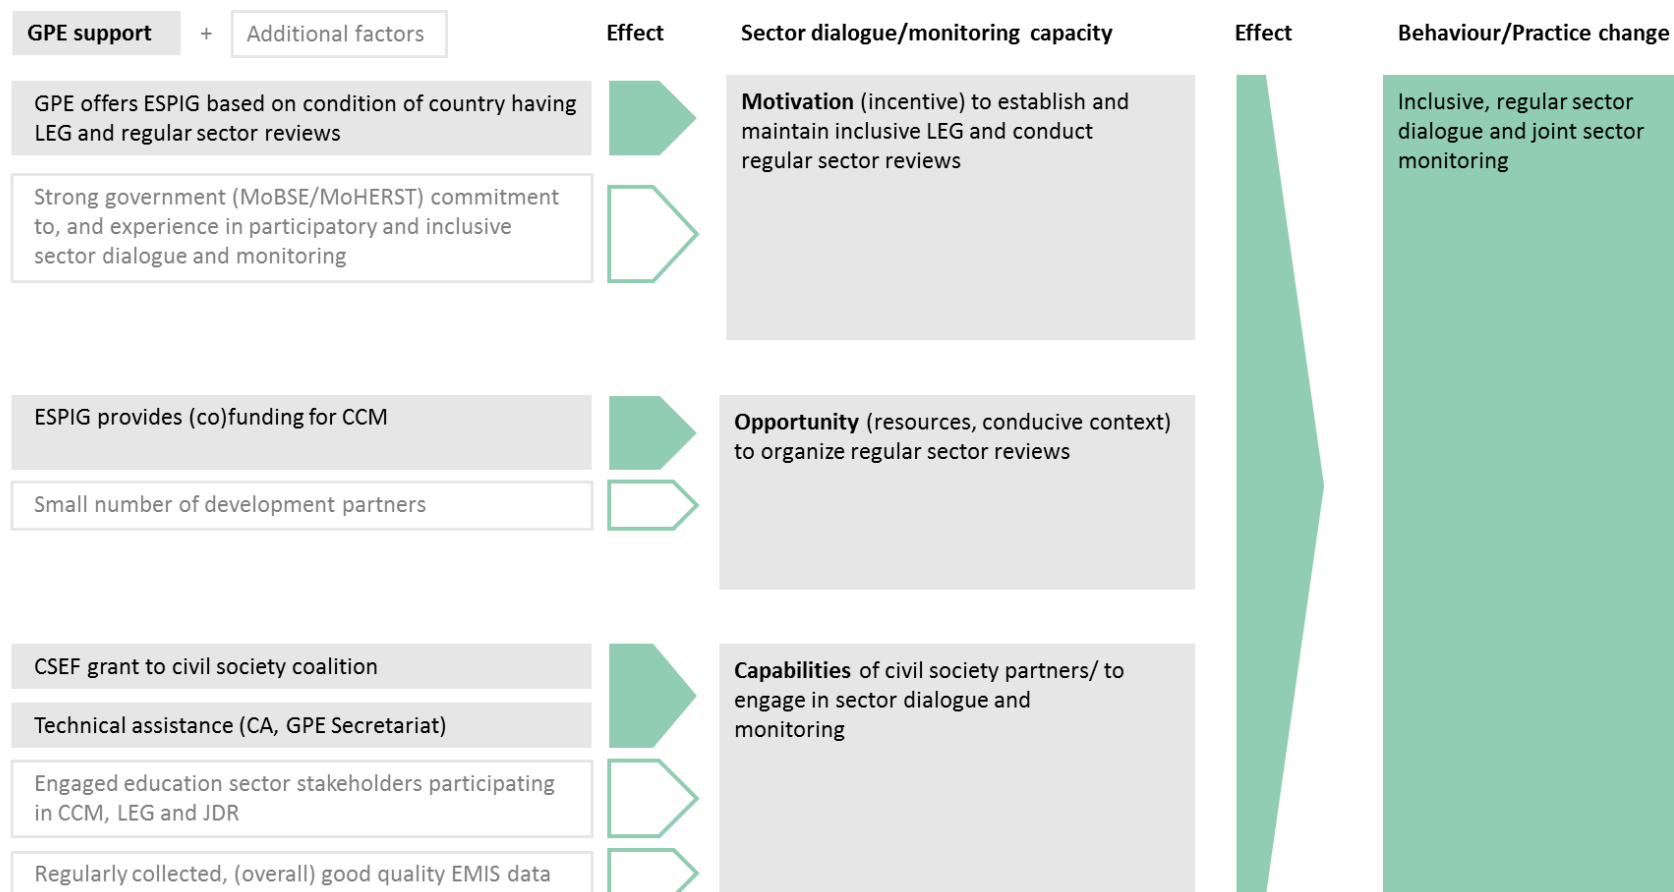 GPE support + Additional factors Effect Sector dialogue/monitoring capacity Effect Behaviour/Practice change
GPE offers ESPIG based on condition of country having
LEG and regular sector reviews
Strong government (MoBSE/MoHERST) commitment
to, and experience in participatory and inclusive
sector dialogue and monitoring
Motivation (incentive) to establish and
maintain inclusive LEG and conduct
regular sector reviews
Inclusive, regular sector
dialogue and joint sector
monitoring
ESPIG provides (co)funding for CCM
Small number of development partners
Opportunity (resources, conducive context)
to organize regular sector reviews
CSEF grant to civil society coalition
Technical assistance (CA, GPE Secretariat)
Engaged education sector stakeholders participating
in CCM, LEG and JDR
Regularly collected, (overall) good quality EMIS data
Capabilities of civil society partners/ to
engage in sector dialogue and
monitoring